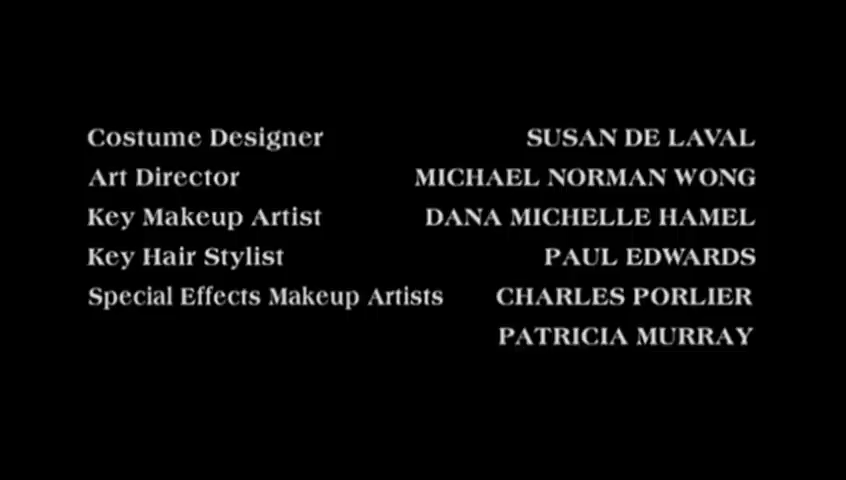 Costume Designer SUSAN DE LAVAL
Art Director MICHAEL NORMAN WONG
Key Makeup Artist DANA MICHELLE HAMEL
Key Hair Stylist PAUL EDWARDS
Special Effects Makeup Artists CHARLES PORLIER
PATRICIA MURRAY